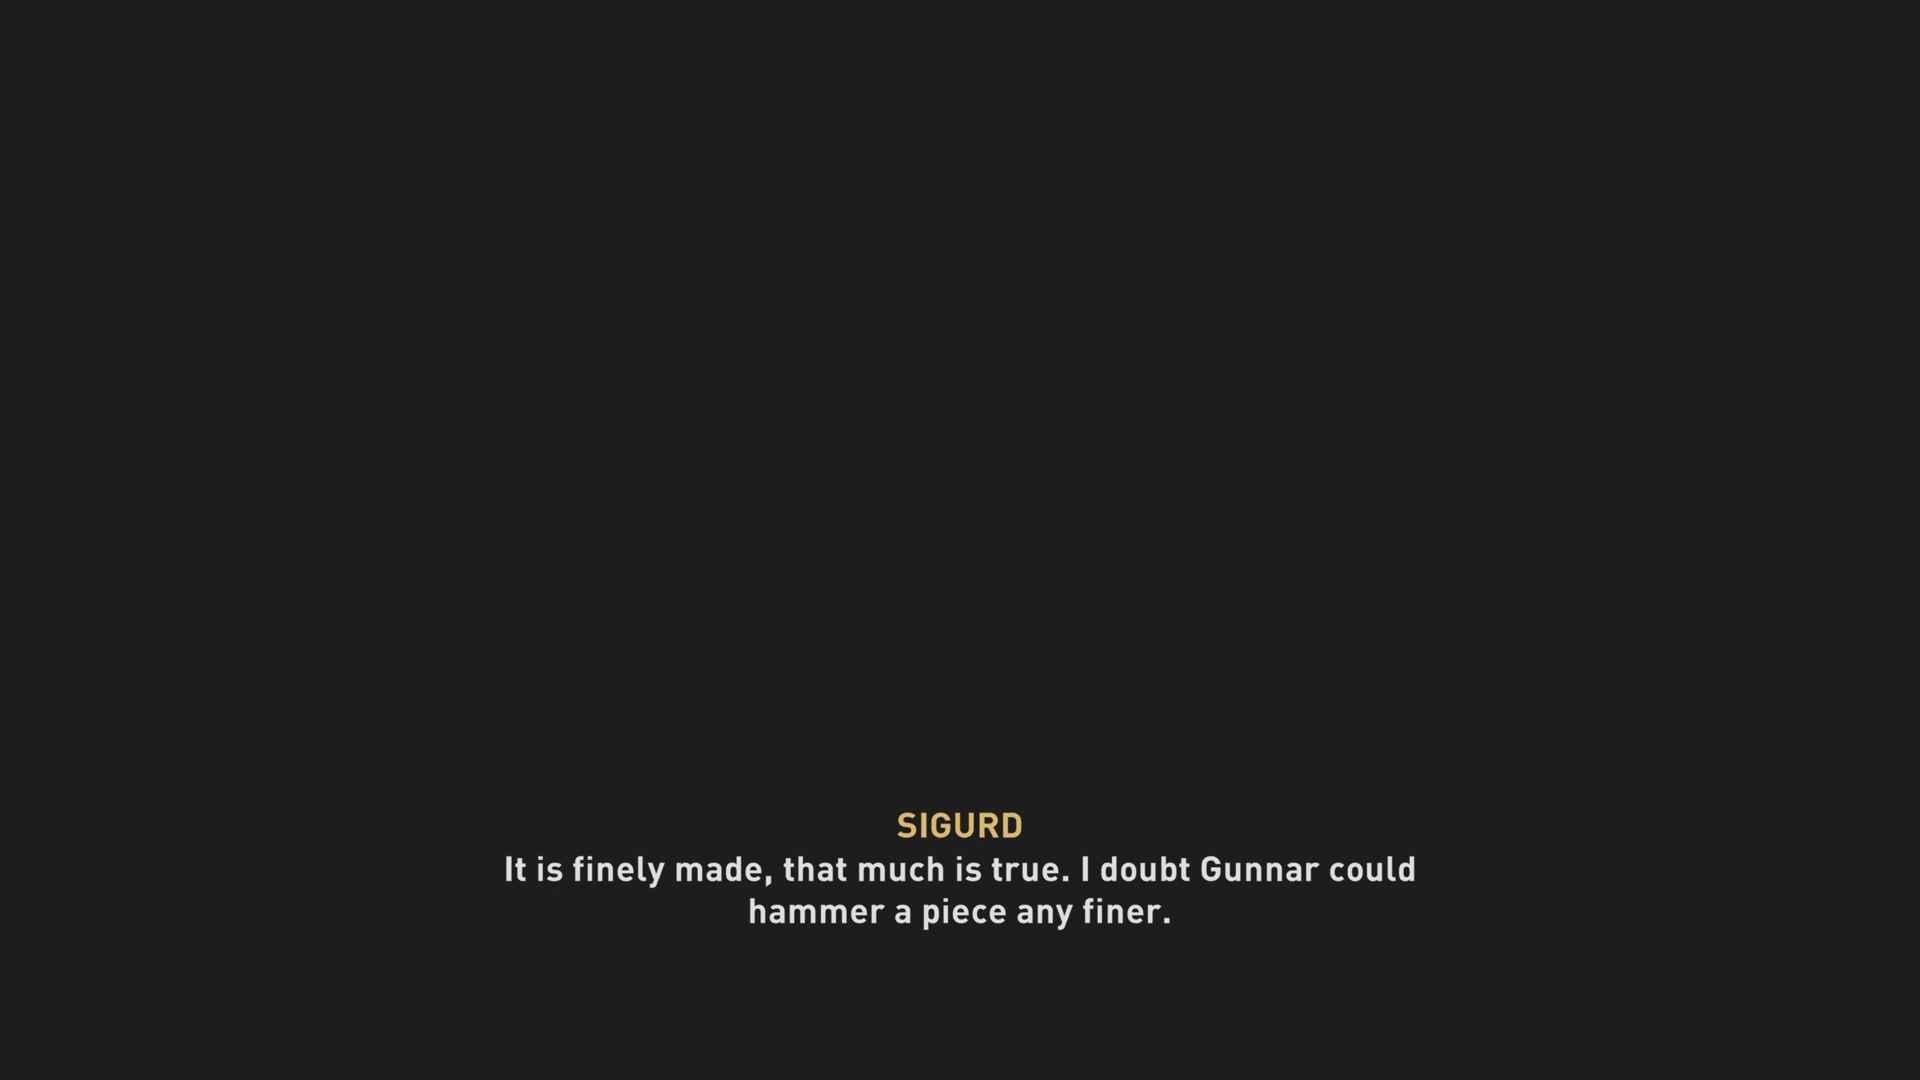 SIGURD
It is finely made, that much is true. I doubt Gunnar could
hammer a piece any finer.